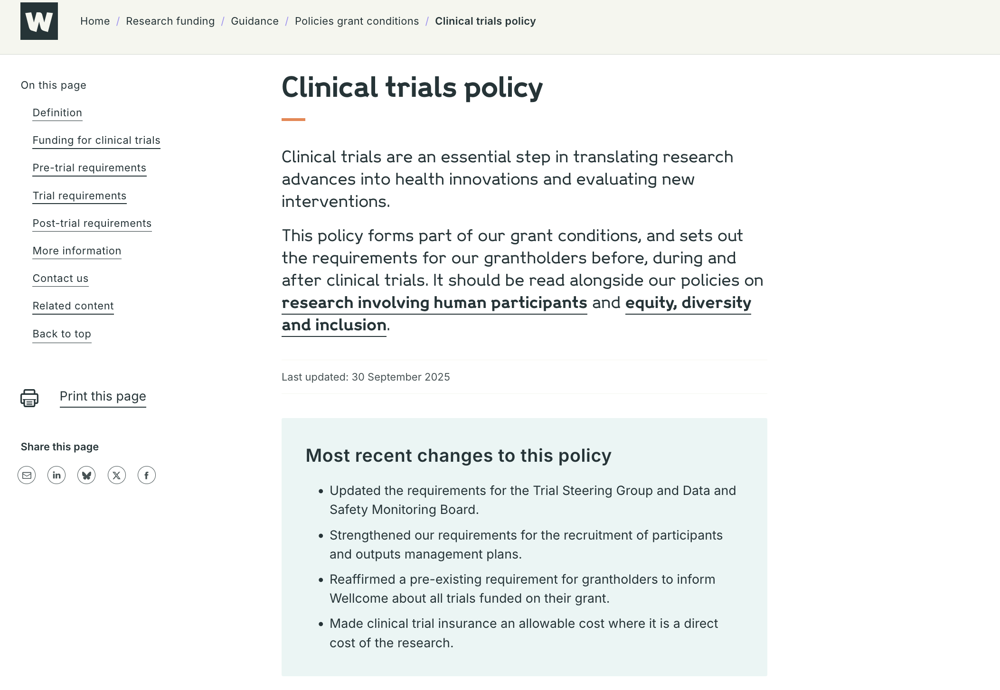 W
Home / Research funding / Guidance / Policies grant conditions / Clinical trials policy
On this page
Definition
Funding for clinical trials
Pre-trial requirements
Trial requirements
Post-trial requirements
More information
Contact us
Related content
Back to top
Print this page
Share this page
Clinical trials policy
Clinical trials are an essential step in translating research
advances into health innovations and evaluating new
interventions.
This policy forms part of our grant conditions, and sets out
the requirements for our grantholders before, during and
after clinical trials. It should be read alongside our policies on
research involving human participants and equity, diversity
and inclusion.
Last updated: 30 September 2025
Most recent changes to this policy
• Updated the requirements for the Trial Steering Group and Data and
Safety Monitoring Board.
• Strengthened our requirements for the recruitment of participants
and outputs management plans.
• Reaffirmed a pre-existing requirement for grantholders to inform
Wellcome about all trials funded on their grant.
• Made clinical trial insurance an allowable cost where it is a direct
cost of the research.